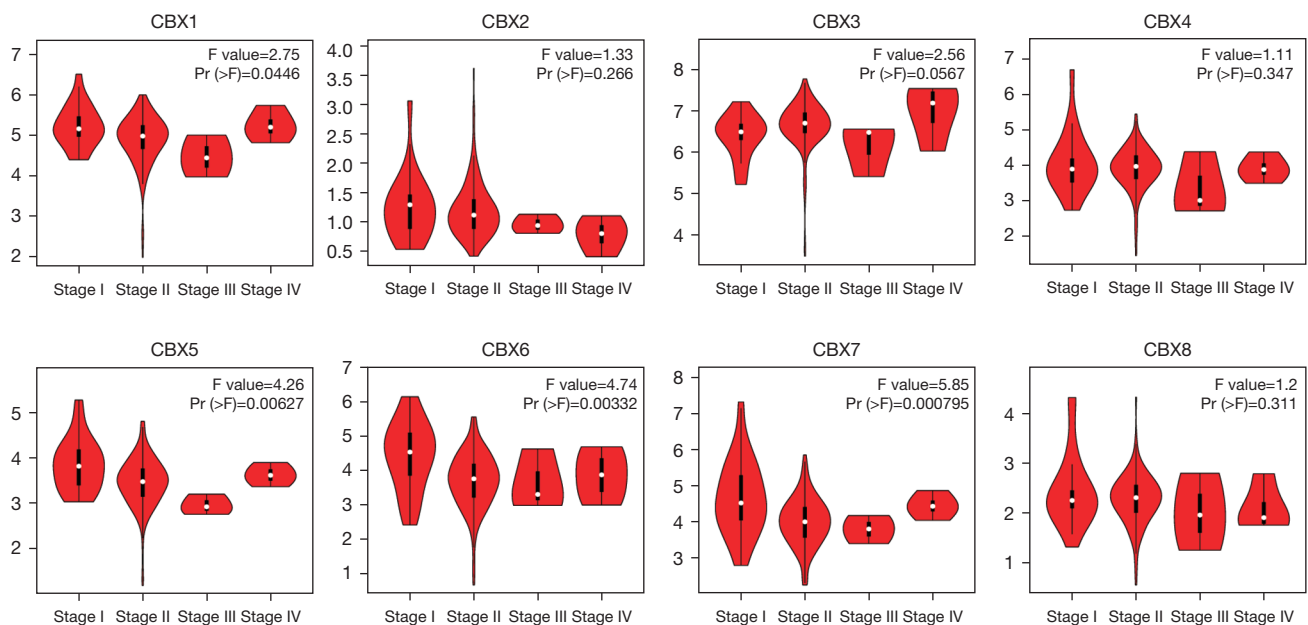 CBX1
CBX2
CBX3
CBX4
F value=2.75
Pr (>F)=0.0446
7
6
5
4
3
2
Stage I Stage II Stage III Stage IV
F value=1.33
Pr (>F)=0.266
4.0
3.5
3.0
2.5
2.0
1.5
1.0
0.5
Stage I Stage II Stage III Stage IV
F value=2.56
Pr (>F)=0.0567
8
7
6
5
4
Stage I Stage II Stage III Stage IV
F value=1.11
Pr (>F)=0.347
7
6
5
4
3
2
Stage I Stage II Stage III Stage IV
CBX5
CBX6
CBX7
CBX8
F value=4.26
Pr (>F)=0.00627
5
4
3
2
Stage I Stage II Stage III Stage IV
F value=4.74
Pr (>F)=0.00332
7
6
5
4
3
2
1
Stage I Stage II Stage III Stage IV
F value=5.85
Pr (>F)=0.000795
8
7
6
5
4
3
Stage I Stage II Stage III Stage IV
F value=1.2
Pr (>F)=0.311
4
3
2
1
Stage I Stage II Stage III Stage IV